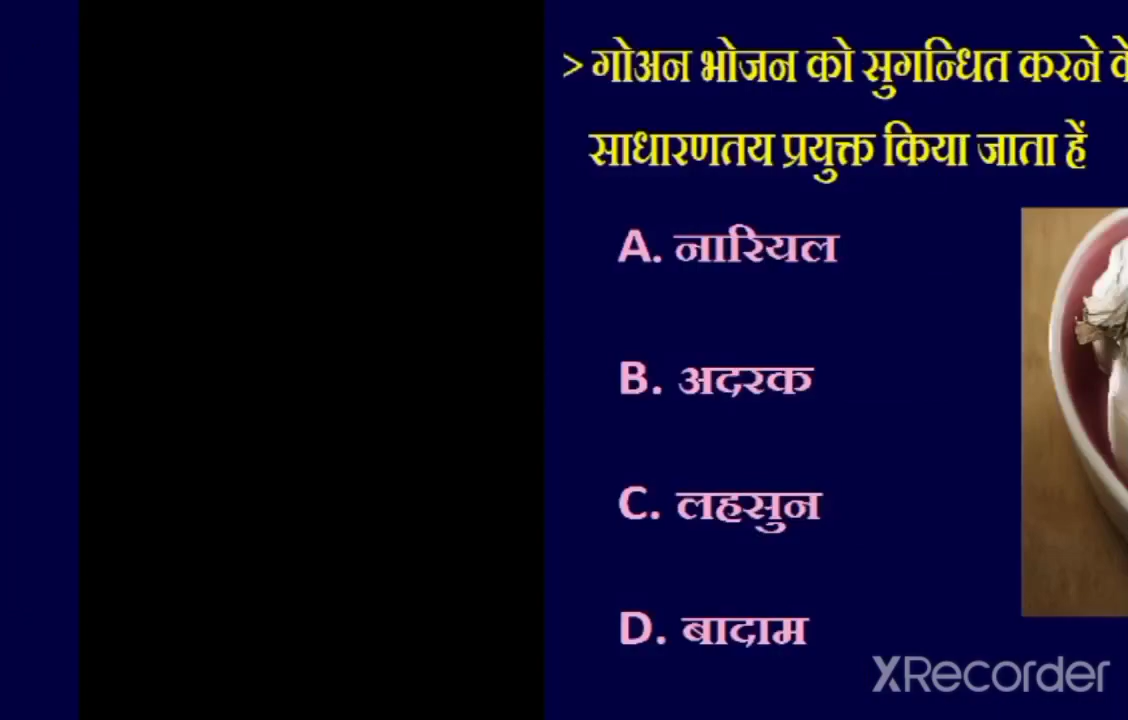 > गोअन भोजन को सुगन्धित करने के
साधारणतय प्रयुक्त किया जाता हें
A. नारियल
B. अदरक
C. लहसुन
D. बादाम
XRecorder